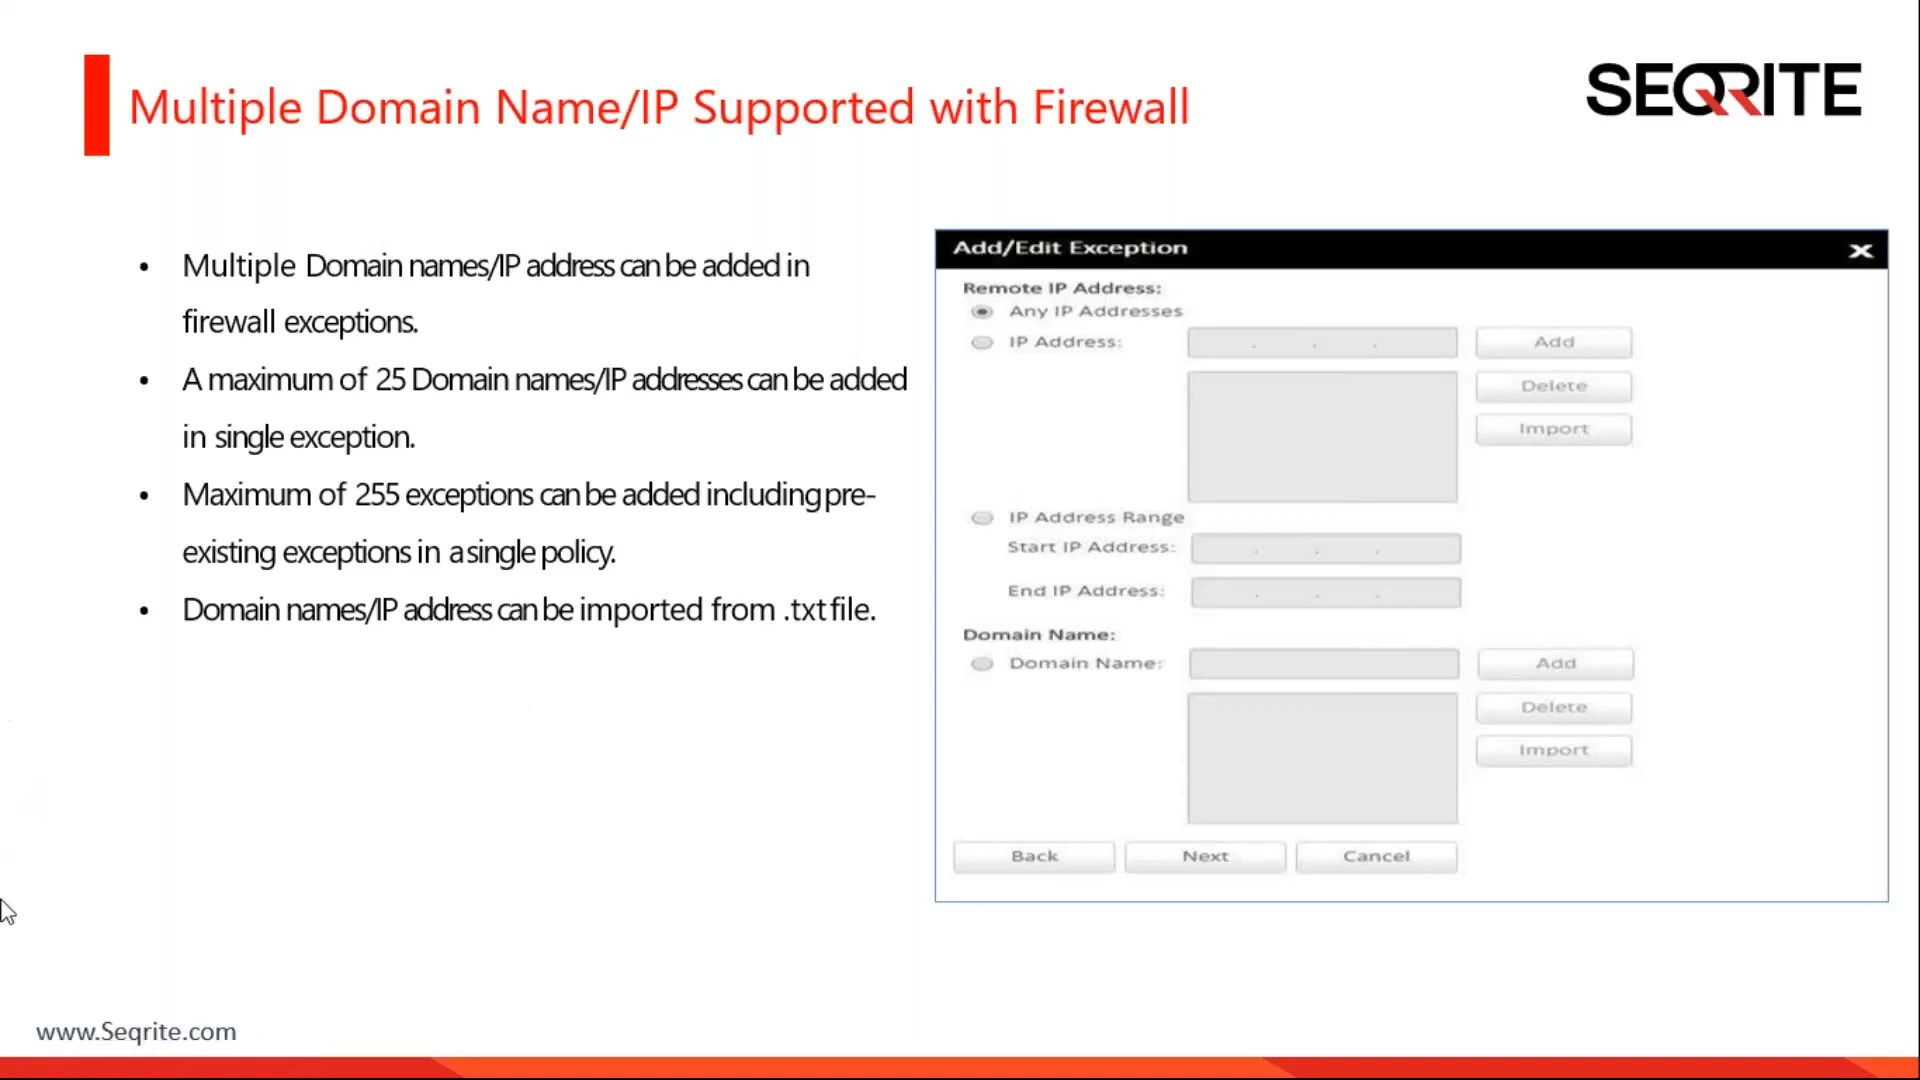 Multiple Domain Name/IP Supported with Firewall
SEQRITE
• Multiple Domain names/IP address can be added in
firewall exceptions.
• A maximum of 25 Domain names/IP addresses can be added
in single exception.
• Maximum of 255 exceptions can be added including pre-
existing exceptions in a single policy.
• Domain names/IP address can be imported from .txt file.
Add/Edit Exception
Remote IP Address:
Any IP Addresses
IP Address: Add
Delete
Import
IP Address Range
Start IP Address:
End IP Address:
Domain Name:
Domain Name: Add
Delete
Import
Back Next Cancel
www.Seqrite.com